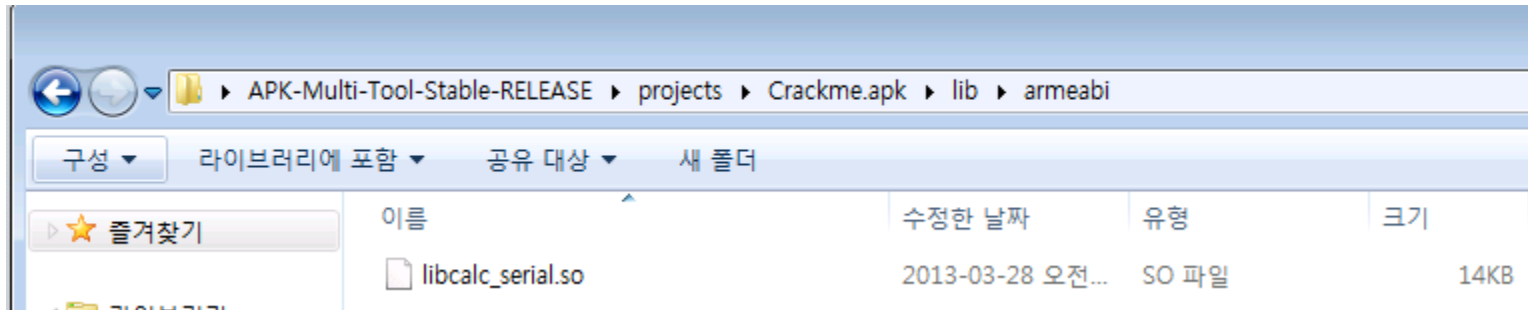 APK-Multi-Tool-Stable-RELEASE ▸ projects ▸ Crackme.apk ▸ lib ▸ armeabi
구성 ▼ 라이브러리에 포함 ▼ 공유 대상 ▼ 새 폴더
즐겨찾기 이름 수정한 날짜 유형 크기
libcalc_serial.so 2013-03-28 오전... SO 파일 14KB